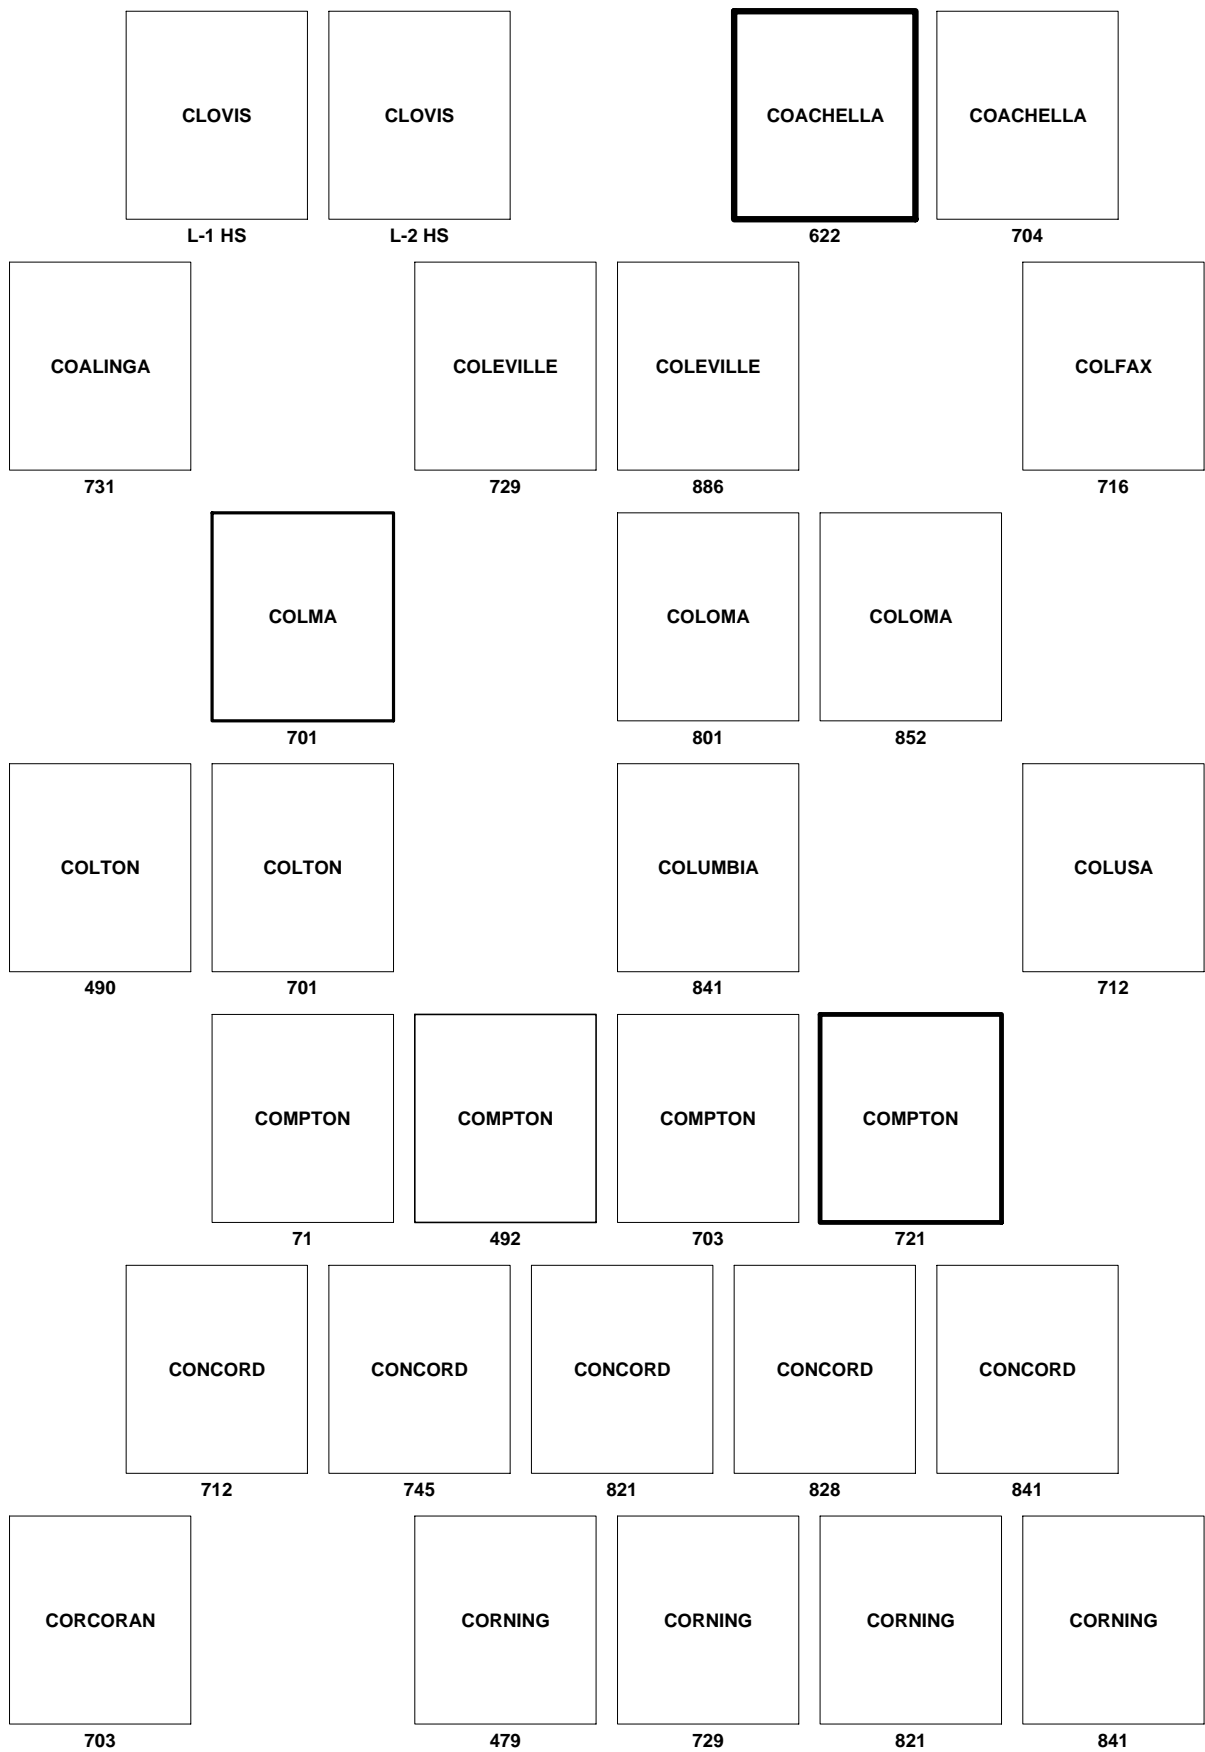 CLOVIS CLOVIS COACHELLA COACHELLA
L-1 HS L-2 HS 622 704
COALINGA COLEVILLE COLEVILLE COLFAX
731 729 886 716
COLMA COLOMA COLOMA
701 801 852
COLTON COLTON COLUMBIA COLUSA
490 701 841 712
COMPTON COMPTON COMPTON COMPTON
71 492 703 721
CONCORD CONCORD CONCORD CONCORD CONCORD
712 745 821 828 841
CORCORAN CORNING CORNING CORNING CORNING
703 479 729 821 841